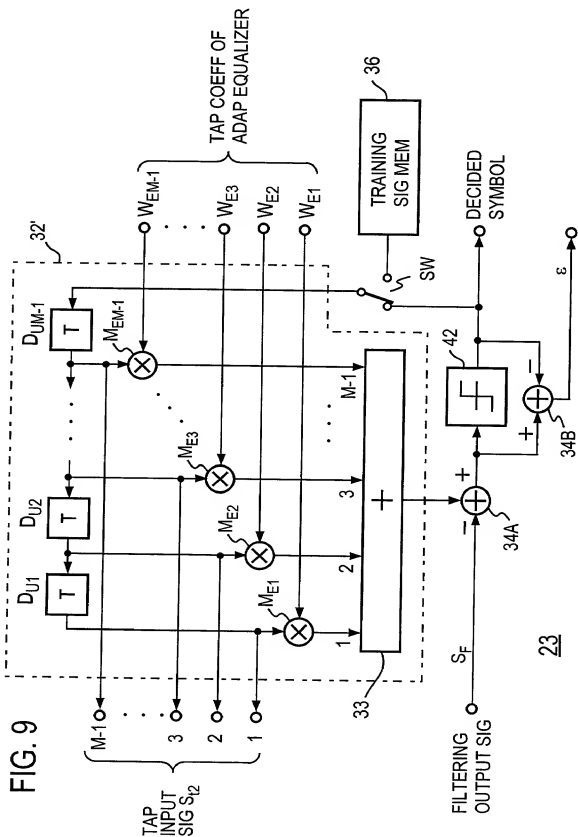 FIG. 9
32'
D_UM-1
T
D_U2
T
D_U1
T
M-1
3
2
1
TAP
INPUT
SIG S_t2
M_EM-1
M_E3
M_E2
M_E1
W_EM-1
W_E3
W_E2
W_E1
TAP COEFF OF
ADAP EQUALIZER
1
2
3
M-1
+
33
SW
TRAINING
SIG MEM
36
FILTERING
OUTPUT SIG
S_F
−
+
34A
42
+
−
34B
DECIDED
SYMBOL
ε
23